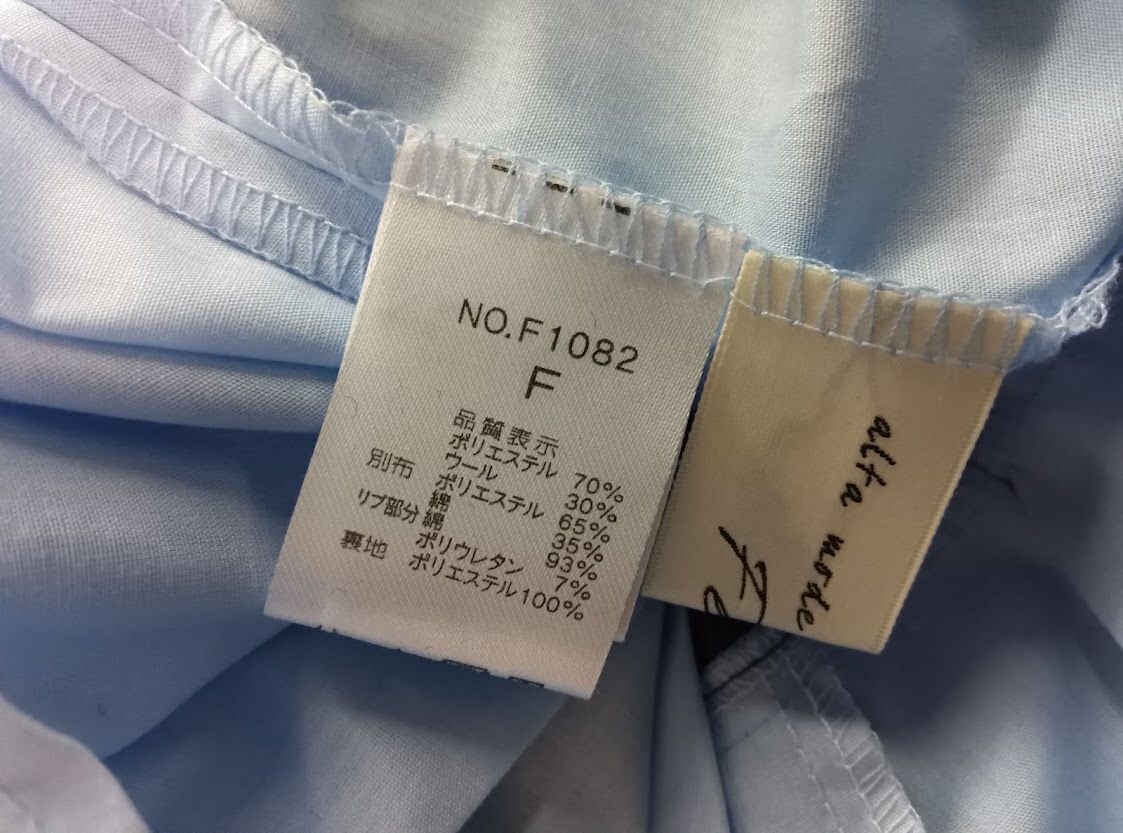 NO.F1082
F
品質表示
ポリエステル 70%
ウール 30%
別布 ポリエステル 65%
綿 35%
リブ部分 綿 93%
ポリウレタン 7%
裏地 ポリエステル100%
alta mode